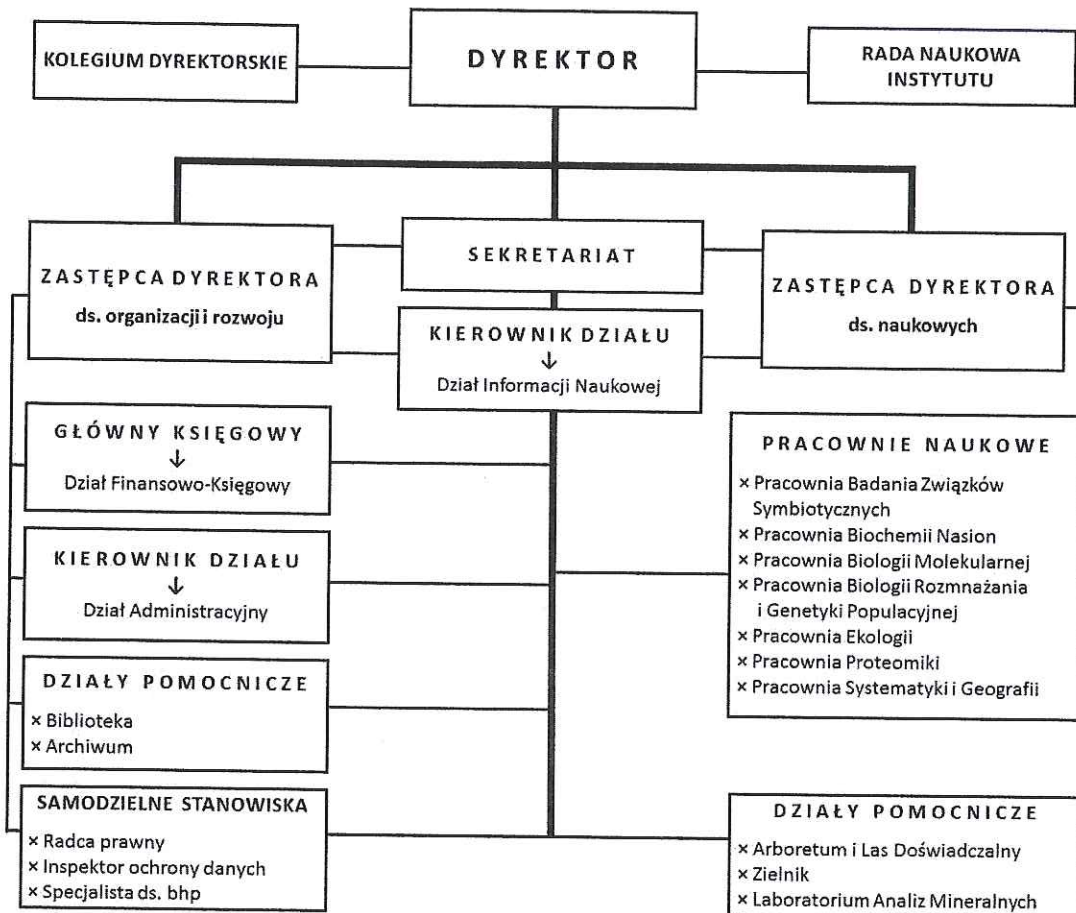 KOLEGIUM DYREKTORSKIE
DYREKTOR
RADA NAUKOWA
INSTYTUTU
ZASTĘPCA DYREKTORA
ds. organizacji i rozwoju
SEKRETARIAT
ZASTĘPCA DYREKTORA
ds. naukowych
KIEROWNIK DZIAŁU
↓
Dział Informacji Naukowej
GŁÓWNY KSIĘGOWY
↓
Dział Finansowo-Księgowy
KIEROWNIK DZIAŁU
↓
Dział Administracyjny
DZIAŁY POMOCNICZE
× Biblioteka
× Archiwum
SAMODZIELNE STANOWISKA
× Radca prawny
× Inspektor ochrony danych
× Specjalista ds. bhp
PRACOWNIE NAUKOWE
× Pracownia Badania Związków
Symbiotycznych
× Pracownia Biochemii Nasion
× Pracownia Biologii Molekularnej
× Pracownia Biologii Rozmnażania
i Genetyki Populacyjnej
× Pracownia Ekologii
× Pracownia Proteomiki
× Pracownia Systematyki i Geografii
DZIAŁY POMOCNICZE
× Arboretum i Las Doświadczalny
× Zielnik
× Laboratorium Analiz Mineralnych